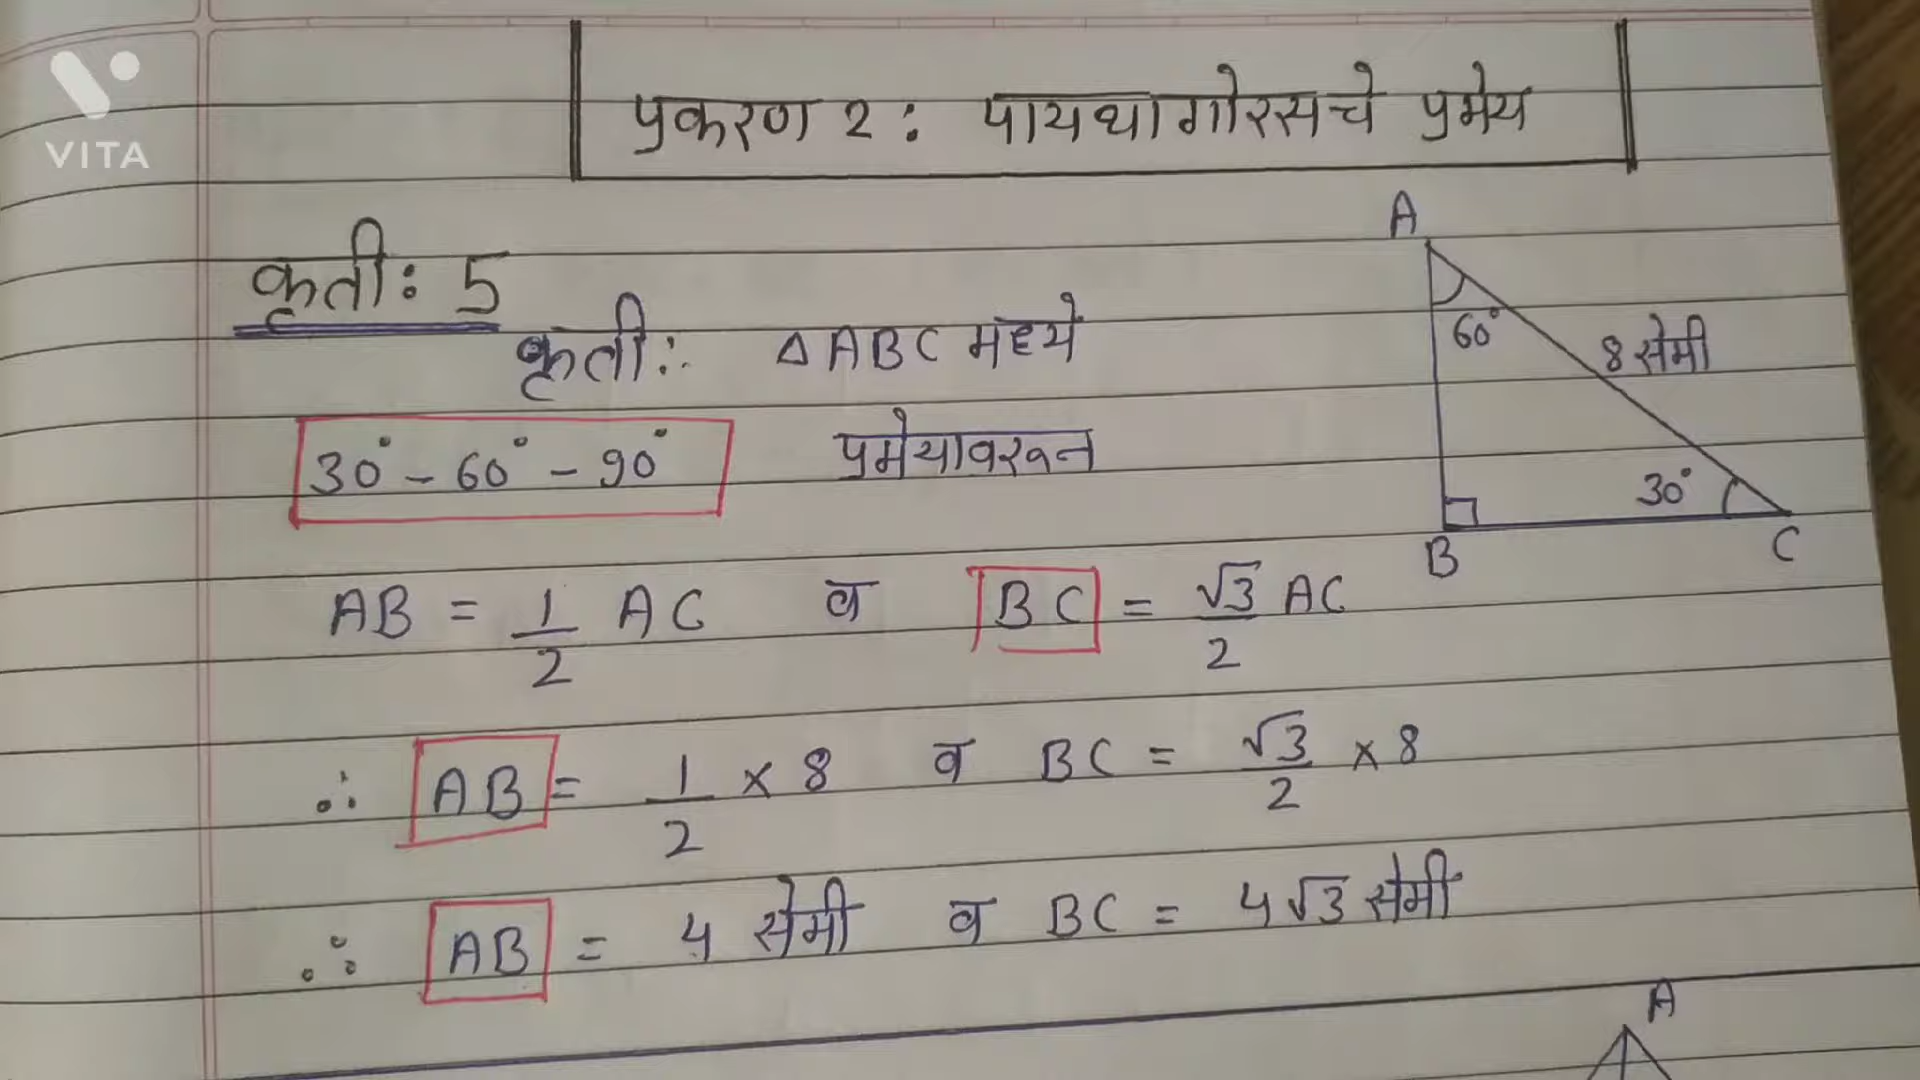 VITA
प्रकरण २ : पायथागोरसचे प्रमेय
कृती: 5
कृती:. △ABC मध्ये
30° - 60° - 90° प्रमेयावरून
A
60°
8 सेमी
30°
B
C
AB = 1/2 AC व BC = √3/2 AC
∴ AB = 1/2 × 8 व BC = √3/2 × 8
∴ AB = 4 सेमी व BC = 4√3 सेमी
A